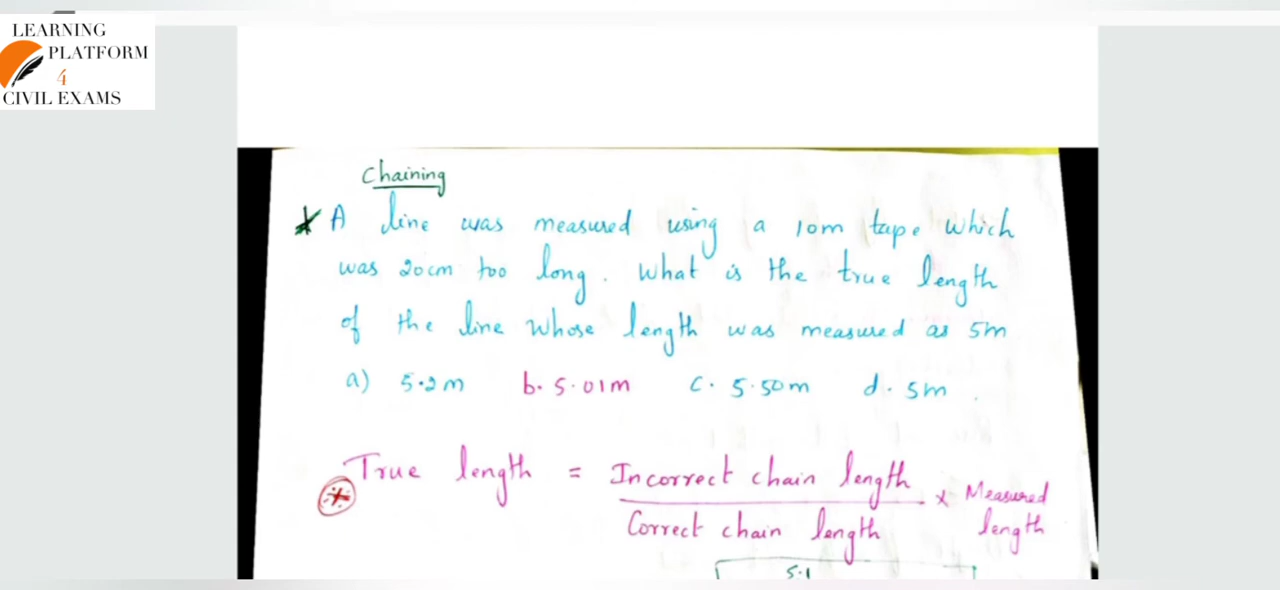 LEARNING
PLATFORM
4
CIVIL EXAMS
Chaining
A line was measured using a 10m tape which
was 20cm too long. What is the true length
of the line whose length was measured as 5m
a) 5.2m b. 5.01m c. 5.50m d. 5m
True length = Incorrect chain length × Measured length
Correct chain length
5.1